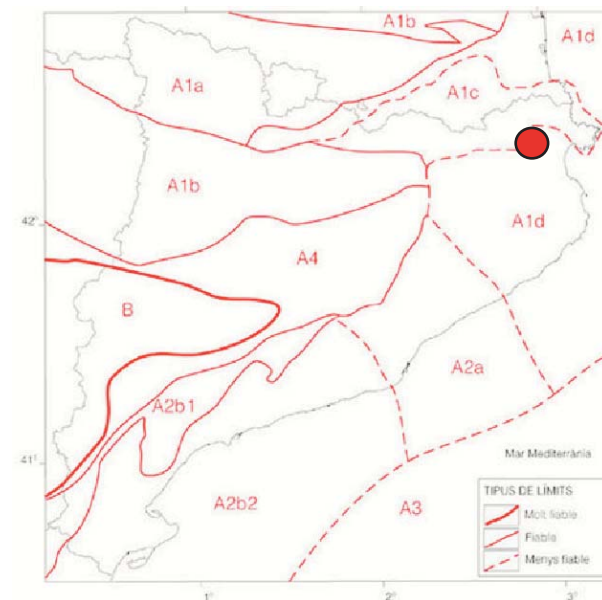 A1b
A1d
A1a
A1c
A1b
42°
A1d
A4
B
A2a
A2b1
41°
Mar Mediterrània
TIPUS DE LÍMITS
A2b2
A3
Molt fiable
Fiable
Menys fiable
1°
2°
3°